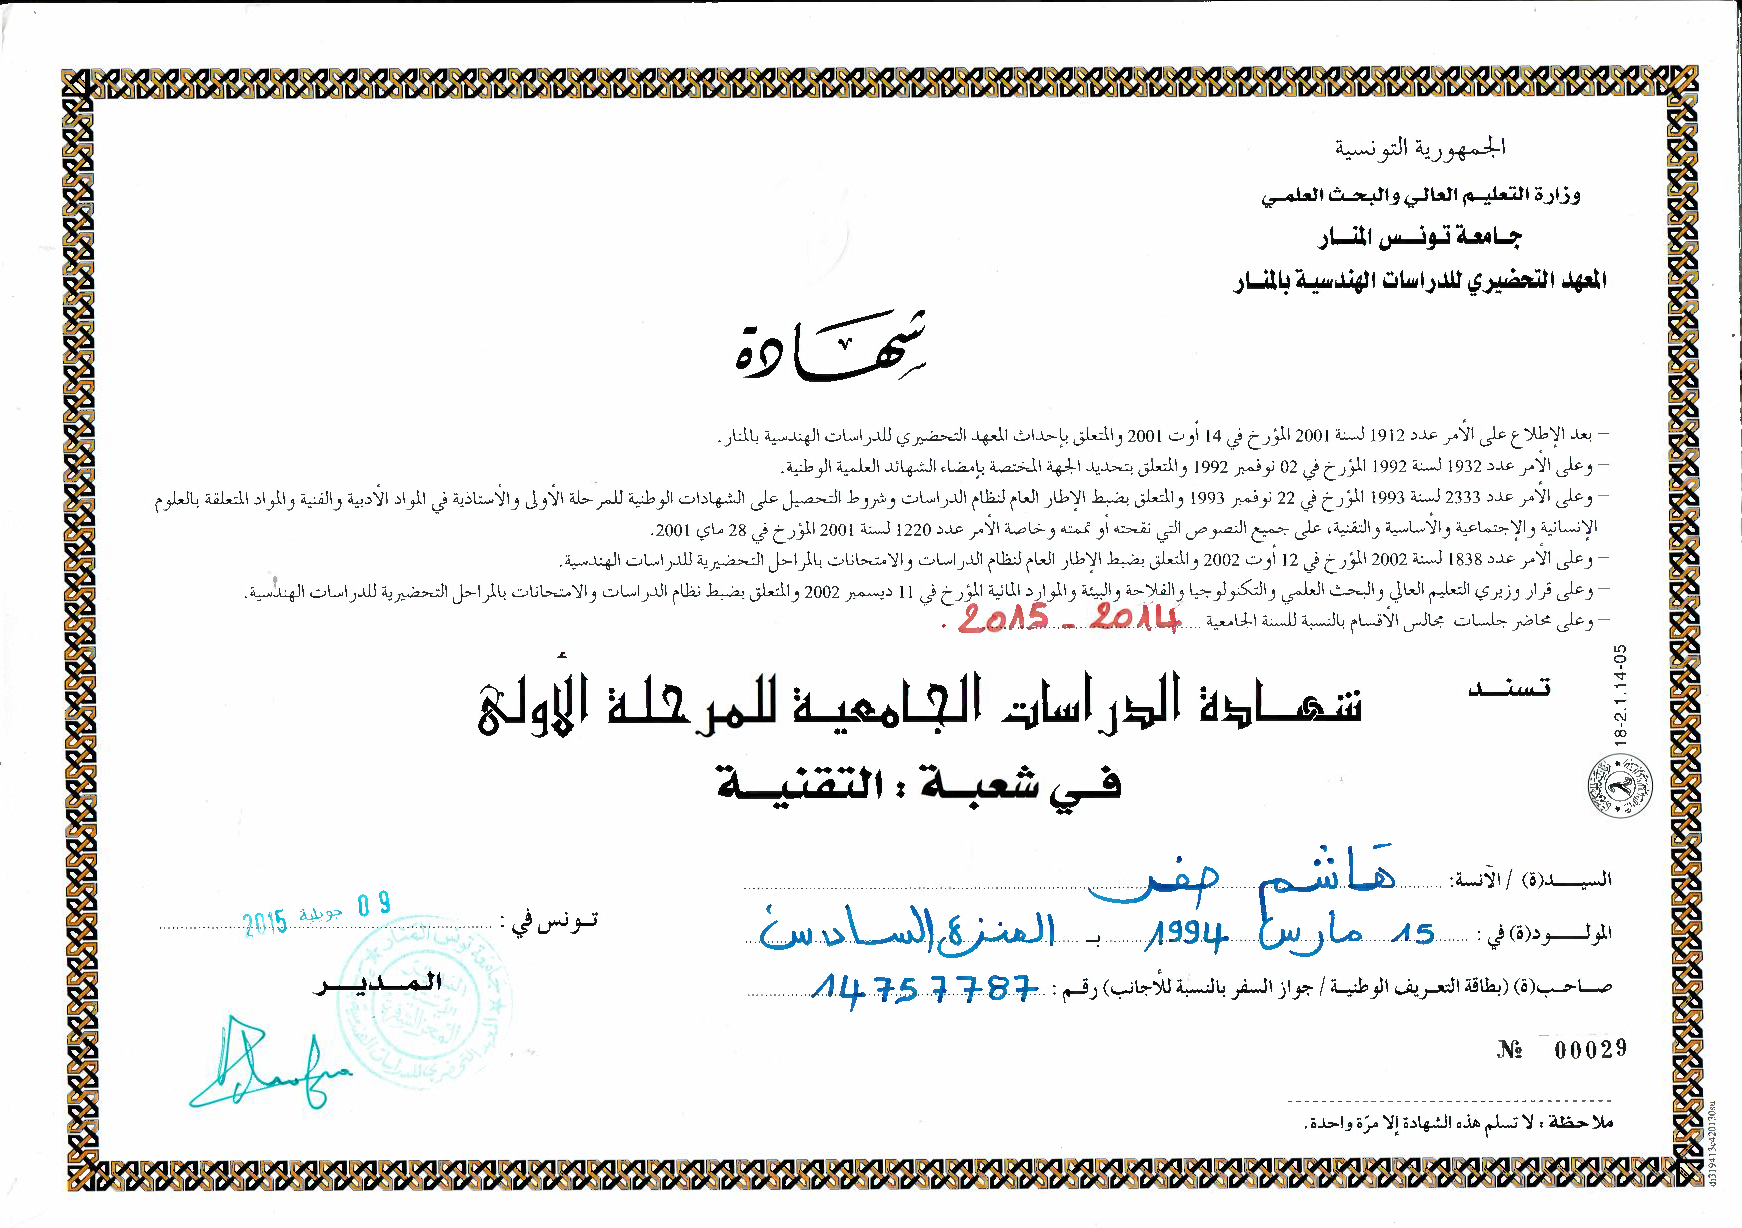 الجمهورية التونسية
وزارة التعليم العالي والبحث العلمي
جامعة تونس المنار
المعهد التحضيري للدراسات الهندسية بالمنار
شهادة
– بعد الإطلاع على الأمر عدد 1912 لسنة 2001 المؤرخ في 14 أوت 2001 والمتعلق بإحداث المعهد التحضيري للدراسات الهندسية بالمنار.
– وعلى الأمر عدد 1932 لسنة 1992 المؤرخ في 02 نوفمبر 1992 والمتعلق بتحديد الجهة المختصة بإمضاء الشهائد العلمية الوطنية.
– وعلى الأمر عدد 2333 لسنة 1993 المؤرخ في 22 نوفمبر 1993 والمتعلق بضبط الإطار العام لنظام الدراسات وشروط التحصيل على الشهادات الوطنية للمرحلة الأولى والأستاذية في المواد الأدبية والفنية والمواد المتعلقة بالعلوم
الإنسانية والإجتماعية والأساسية والتقنية، على جميع النصوص التي نقحته أو تممته وخاصة الأمر عدد 1220 لسنة 2001 المؤرخ في 28 ماي 2001.
– وعلى الأمر عدد 1838 لسنة 2002 المؤرخ في 12 أوت 2002 والمتعلق بضبط الإطار العام لنظام الدراسات والامتحانات بالمراحل التحضيرية للدراسات الهندسية.
– وعلى قرار وزيري التعليم العالي والبحث العلمي والتكنولوجيا والفلاحة والبيئة والموارد المائية المؤرخ في 11 ديسمبر 2002 والمتعلق بضبط نظام الدراسات والامتحانات بالمراحل التحضيرية للدراسات الهندسية.
– وعلى محاضر جلسات مجالس الأقسام بالنسبة للسنة الجامعية 2014 - 2015 .
تسند
شهادة الدراسات الجامعية للمرحلة الأولى
في شعبة : التقنية
18-2.1.14-05
السيد(ة) / الآنسة: هاشم صفر
المولود(ة) في : 15 مارس 1994 بـ المنزه السادس
صاحب(ة) (بطاقة التعريف الوطنية / جواز السفر بالنسبة للأجانب) رقم : 14757787
تونس في : 09 جويلية 2015
المدير
№ 00029
ملاحظة : لا تسلم هذه الشهادة إلا مرّة واحدة.